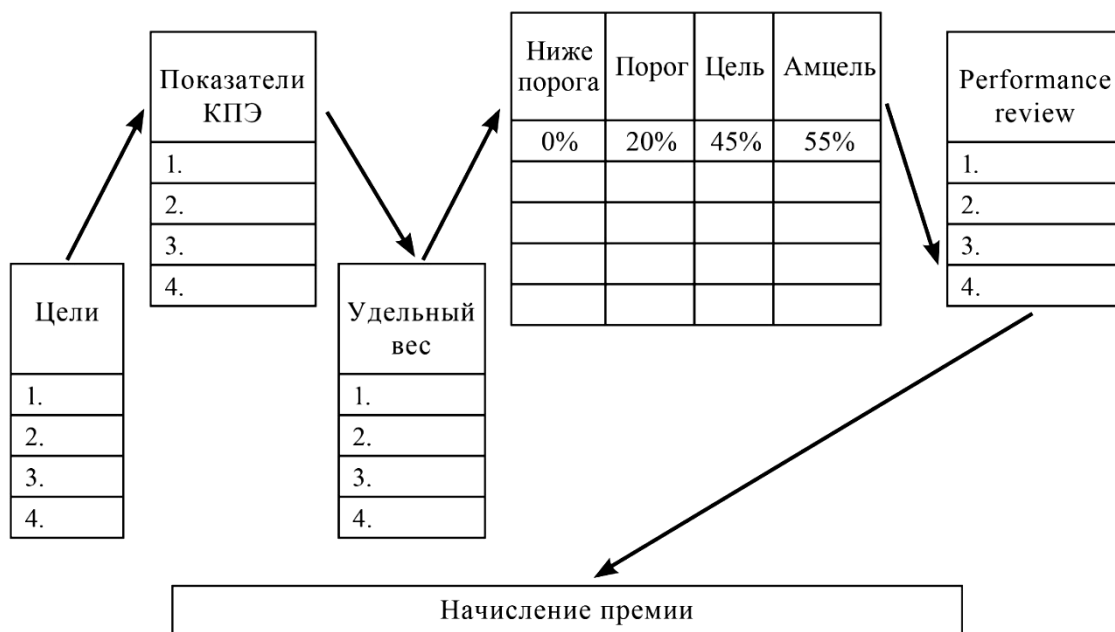 Показатели
КПЭ
1.
2.
3.
4.
Цели
1.
2.
3.
4.
Удельный
вес
1.
2.
3.
4.
Ниже
порога
Порог
Цель
Амцель
0%
20%
45%
55%
Performance
review
1.
2.
3.
4.
Начисление премии